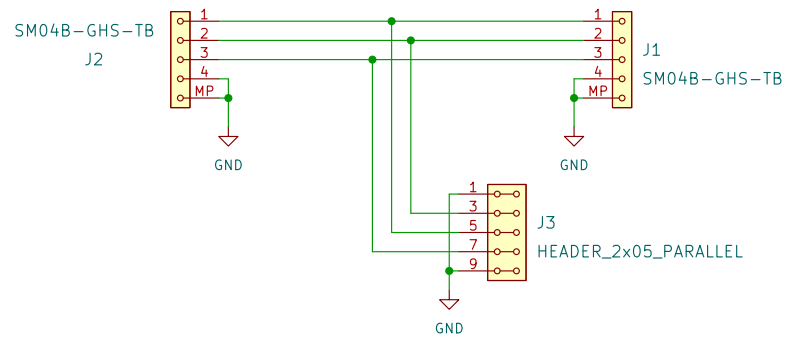 SM04B-GHS-TB
J2
1
2
3
4
MP
GND
1
2
3
4
MP
J1
SM04B-GHS-TB
GND
1
3
5
7
9
J3
HEADER_2x05_PARALLEL
GND